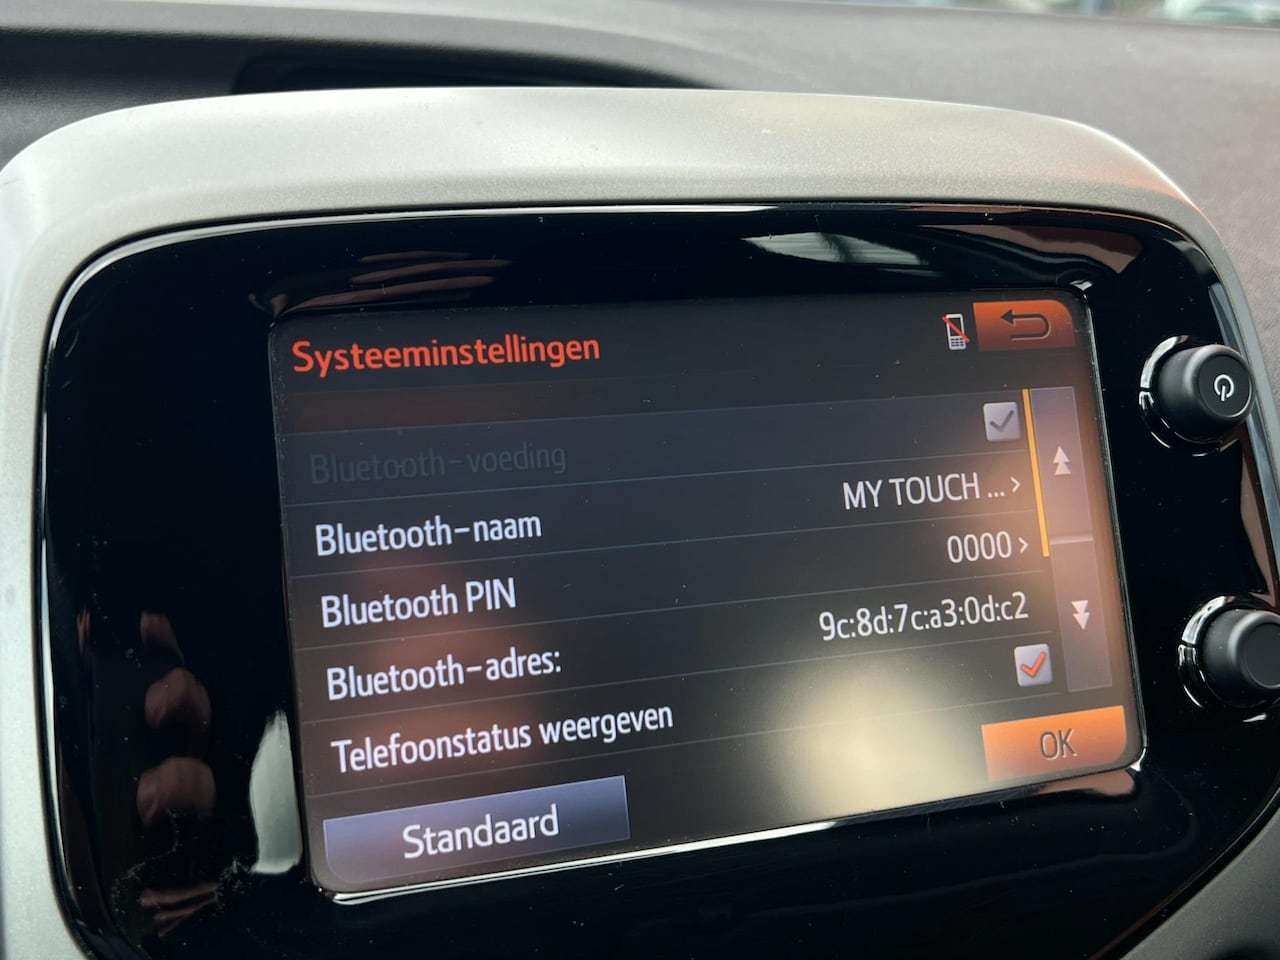 Systeeminstellingen
Bluetooth-voeding
Bluetooth-naam MY TOUCH ... >
Bluetooth PIN 0000 >
Bluetooth-adres: 9c:8d:7c:a3:0d:c2
Telefoonstatus weergeven
Standaard OK